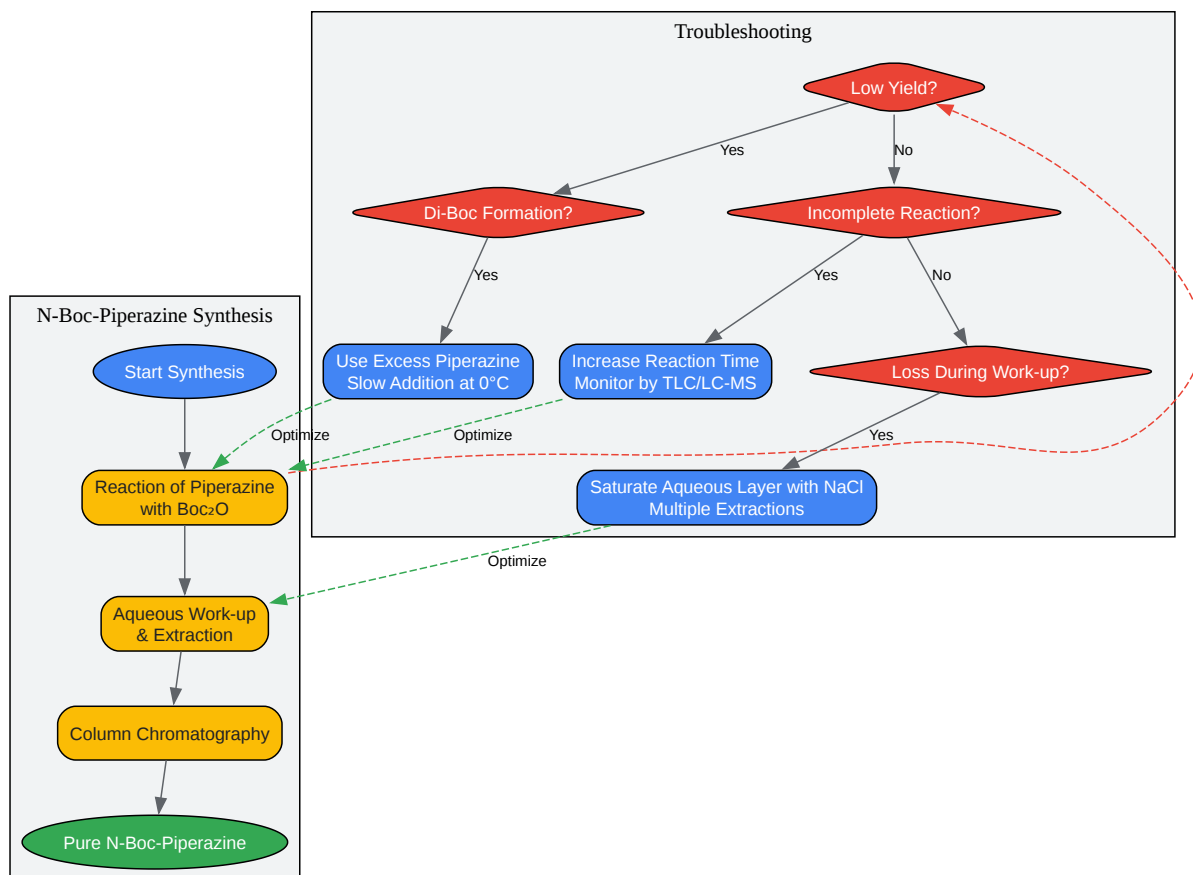 Troubleshooting
Low Yield?
Yes
No
Di-Boc Formation?
Incomplete Reaction?
Yes
Yes
No
Use Excess Piperazine
Slow Addition at 0°C
Increase Reaction Time
Monitor by TLC/LC-MS
Loss During Work-up?
Optimize
Optimize
Yes
Saturate Aqueous Layer with NaCl
Multiple Extractions
Optimize
N-Boc-Piperazine Synthesis
Start Synthesis
Reaction of Piperazine
with Boc₂O
Aqueous Work-up
& Extraction
Column Chromatography
Pure N-Boc-Piperazine